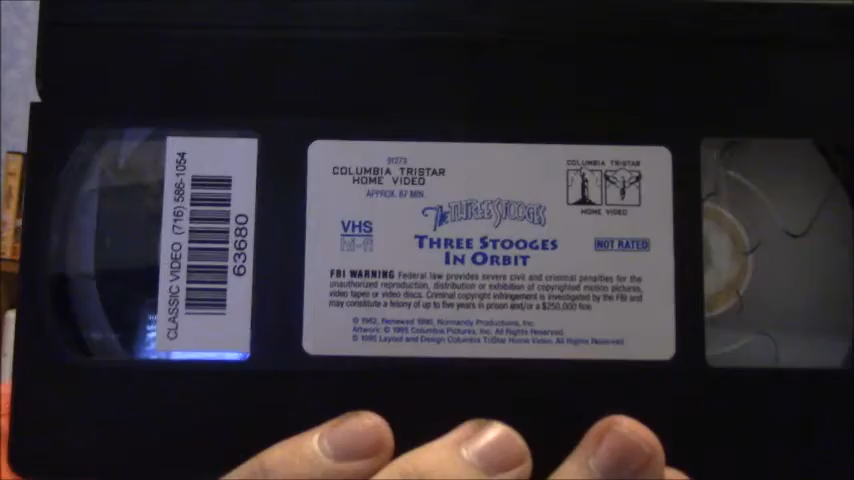 CLASSIC VIDEO (716) 586-1054
63680
91273
COLUMBIA TRISTAR
HOME VIDEO
APPROX. 87 MIN.
COLUMBIA TRISTAR
HOME VIDEO
The THREE STOOGES
VHS
hi-fi
THREE STOOGES
IN ORBIT
NOT RATED
FBI WARNING Federal law provides severe civil and criminal penalties for the
unauthorized reproduction, distribution or exhibition of copyrighted motion pictures,
video tapes or video discs. Criminal copyright infringement is investigated by the FBI and
may constitute a felony of up to five years in prison and/or a $250,000 fine.
© 1962, Renewed 1990, Normandy Productions, Inc.
Artwork: © 1995 Columbia Pictures, Inc. All Rights Reserved.
© 1995 Layout and Design Columbia TriStar Home Video. All Rights Reserved.